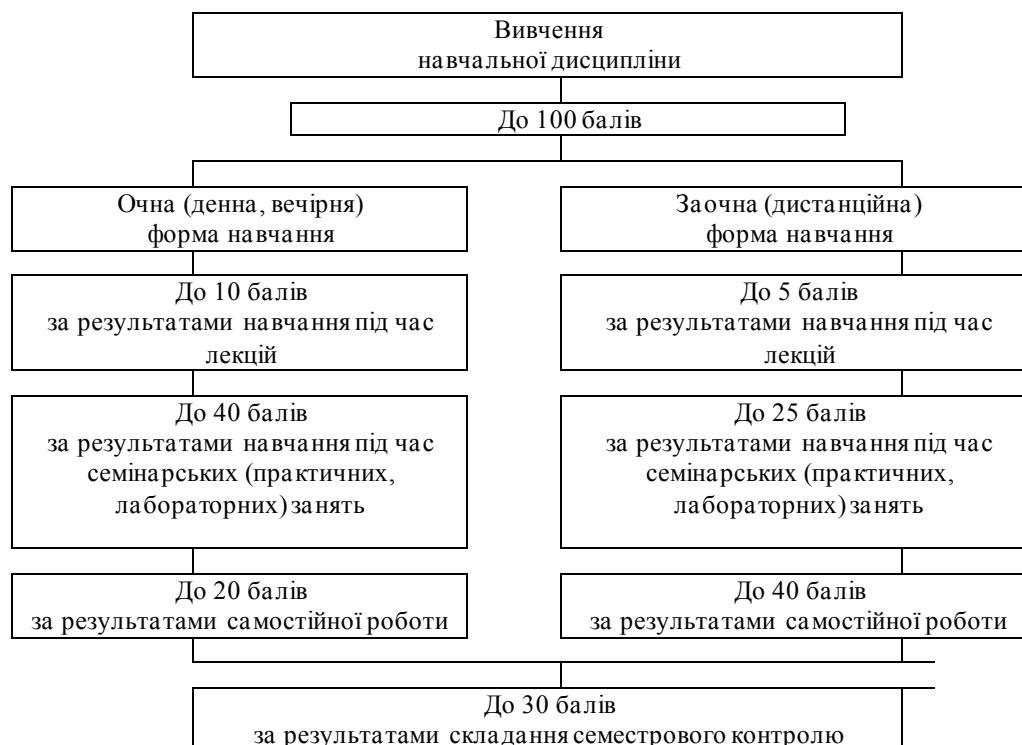 Вивчення
навчальної дисципліни
До 100 балів
Очна (денна, вечірня)
форма навчання
Заочна (дистанційна)
форма навчання
До 10 балів
за результатами навчання під час
лекцій
До 5 балів
за результатами навчання під час
лекцій
До 40 балів
за результатами навчання під час
семінарських (практичних,
лабораторних) занять
До 25 балів
за результатами навчання під час
семінарських (практичних,
лабораторних) занять
До 20 балів
за результатами самостійної роботи
До 40 балів
за результатами самостійної роботи
До 30 балів
за результатами складання семестрового контролю